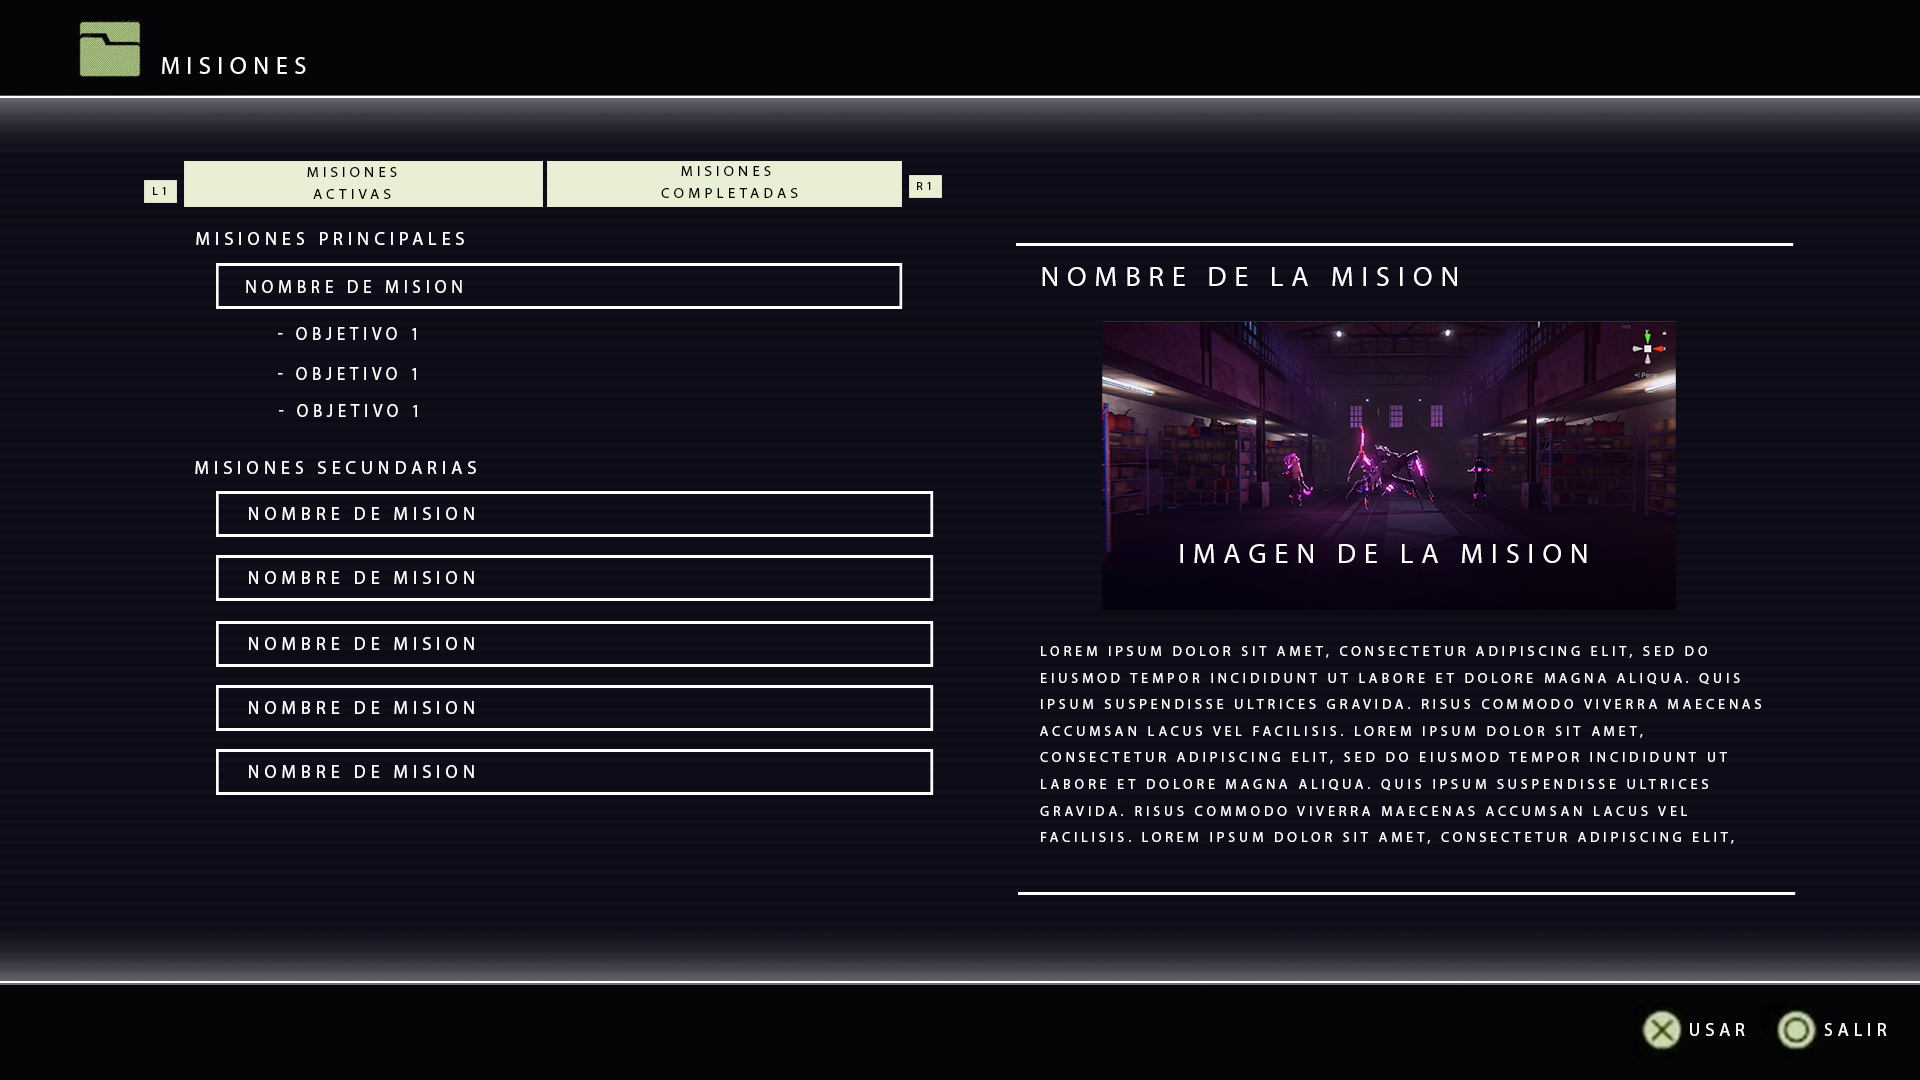 MISIONES
L1
MISIONES
ACTIVAS
MISIONES
COMPLETADAS
R1
MISIONES PRINCIPALES
NOMBRE DE MISION
- OBJETIVO 1
- OBJETIVO 1
- OBJETIVO 1
MISIONES SECUNDARIAS
NOMBRE DE MISION
NOMBRE DE MISION
NOMBRE DE MISION
NOMBRE DE MISION
NOMBRE DE MISION
NOMBRE DE LA MISION
Persp
IMAGEN DE LA MISION
LOREM IPSUM DOLOR SIT AMET, CONSECTETUR ADIPISCING ELIT, SED DO
EIUSMOD TEMPOR INCIDIDUNT UT LABORE ET DOLORE MAGNA ALIQUA. QUIS
IPSUM SUSPENDISSE ULTRICES GRAVIDA. RISUS COMMODO VIVERRA MAECENAS
ACCUMSAN LACUS VEL FACILISIS. LOREM IPSUM DOLOR SIT AMET,
CONSECTETUR ADIPISCING ELIT, SED DO EIUSMOD TEMPOR INCIDIDUNT UT
LABORE ET DOLORE MAGNA ALIQUA. QUIS IPSUM SUSPENDISSE ULTRICES
GRAVIDA. RISUS COMMODO VIVERRA MAECENAS ACCUMSAN LACUS VEL
FACILISIS. LOREM IPSUM DOLOR SIT AMET, CONSECTETUR ADIPISCING ELIT,
USAR
SALIR